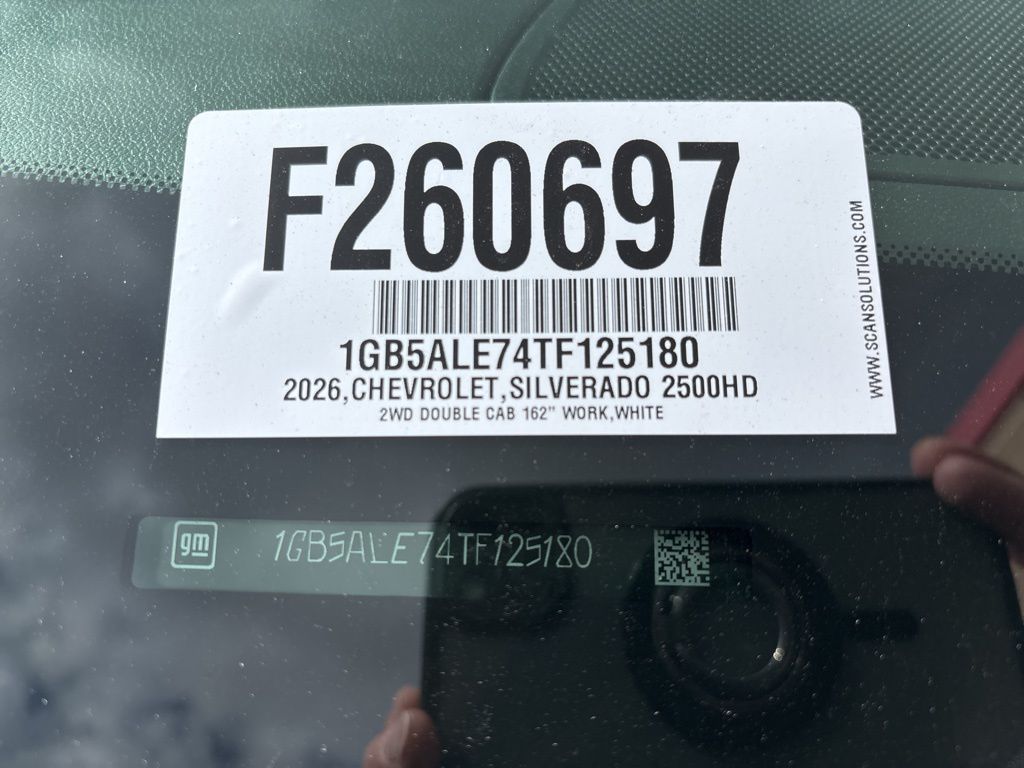 F260697
1GB5ALE74TF125180
2026,CHEVROLET,SILVERADO 2500HD
2WD DOUBLE CAB 162" WORK,WHITE
WWW.SCANSOLUTIONS.COM
gm 1GB5ALE74TF125180